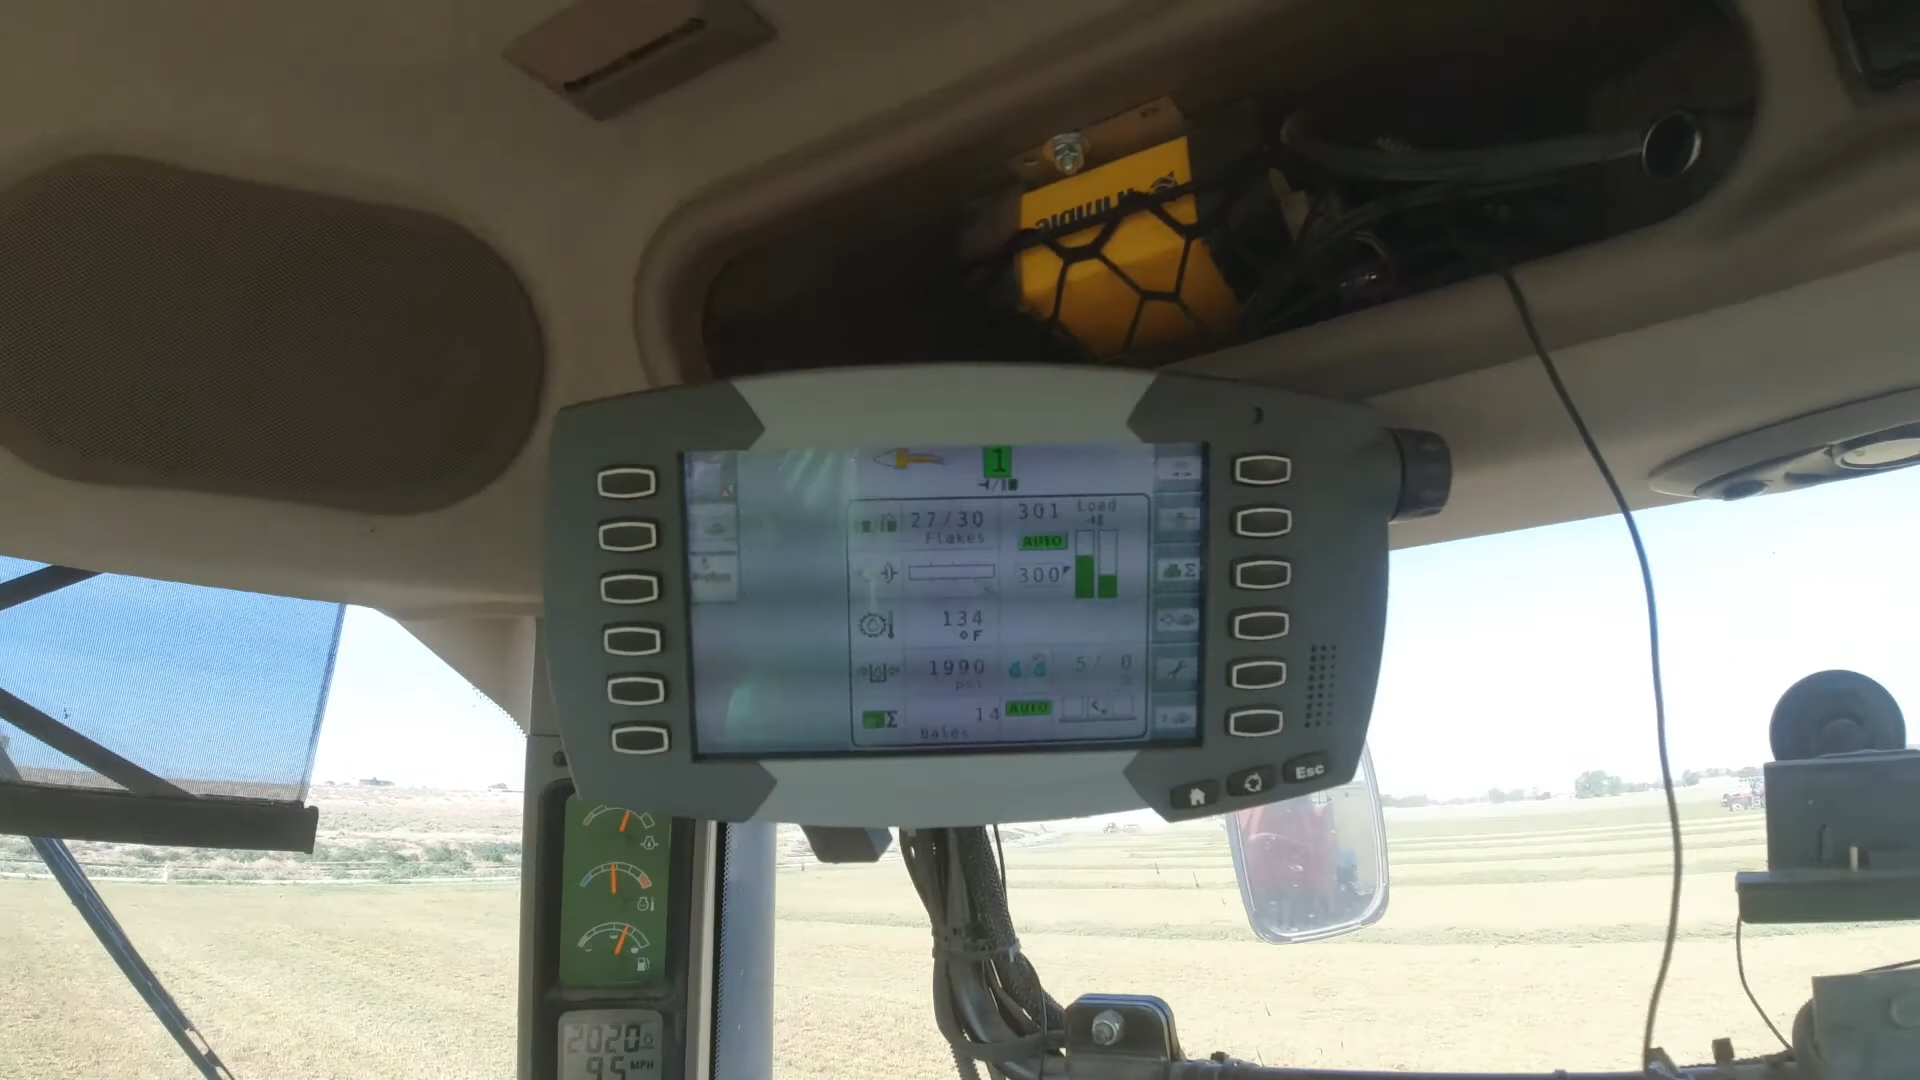 Trimble
1
27/30
Flakes
301
Load
AUTO
300
134
°F
1990
psi
5/ 0
14
AUTO
Bales
Esc
2020
9.5 MPH